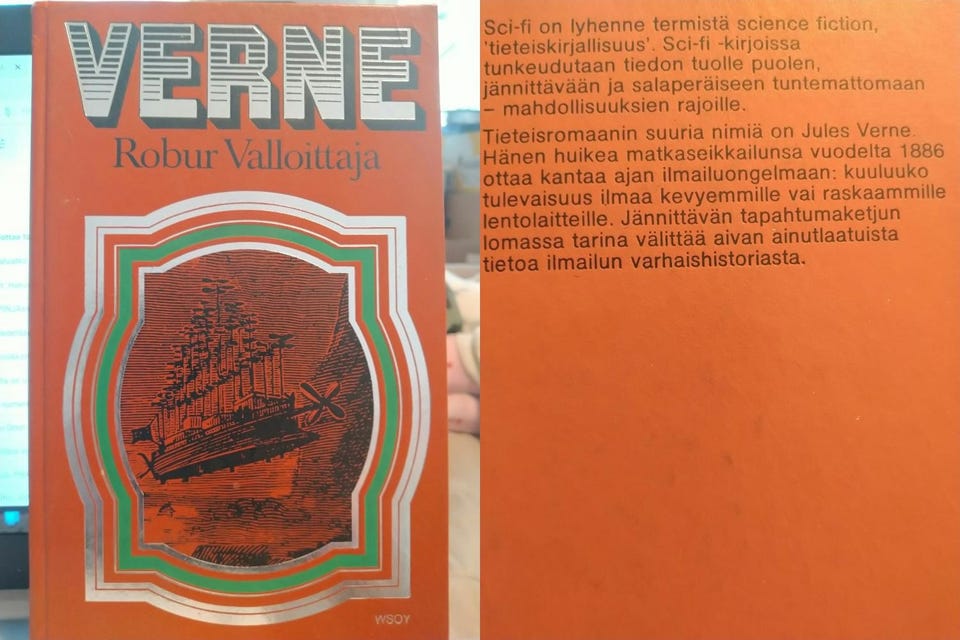 VERNE
Robur Valloittaja
WSOY
Sci-fi on lyhenne termistä science fiction,
'tieteiskirjallisuus'. Sci-fi -kirjoissa
tunkeudutaan tiedon tuolle puolen,
jännittävään ja salaperäiseen tuntemattomaan
– mahdollisuuksien rajoille.
Tieteisromaanin suuria nimiä on Jules Verne.
Hänen huikea matkaseikkailunsa vuodelta 1886
ottaa kantaa ajan ilmailuongelmaan: kuuluuko
tulevaisuus ilmaa kevyemmille vai raskaammille
lentolaitteille. Jännittävän tapahtumaketjun
lomassa tarina välittää aivan ainutlaatuista
tietoa ilmailun varhaishistoriasta.